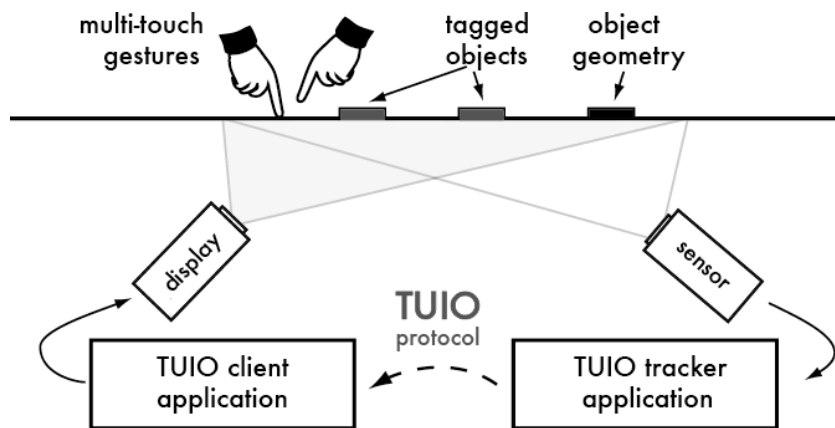 multi-touch
gestures
tagged
objects
object
geometry
display
sensor
TUIO
protocol
TUIO client
application
TUIO tracker
application